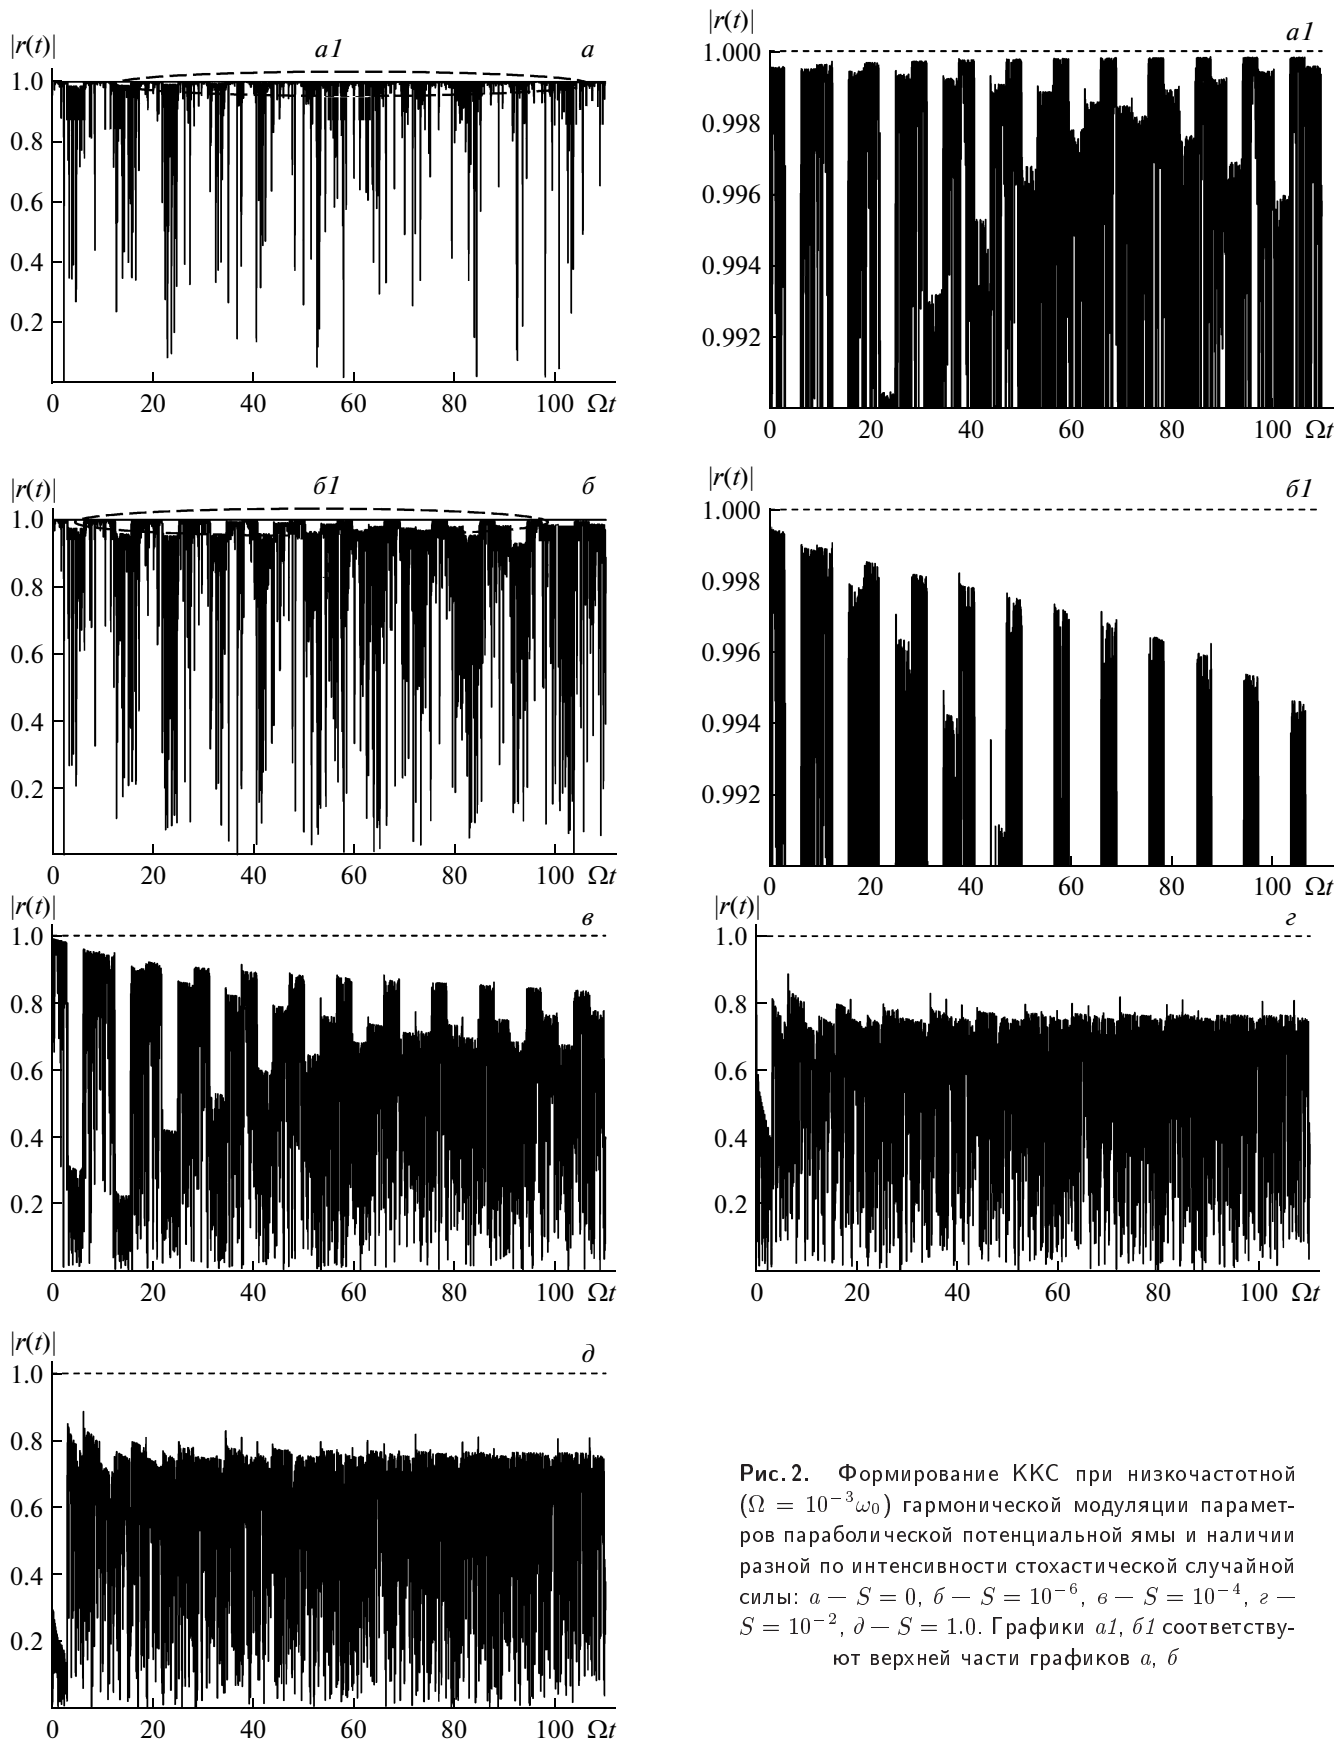 |r(t)|
а1
а
1.0
0.8
0.6
0.4
0.2
0 20 40 60 80 100 Ωt
|r(t)|
а1
1.000
0.998
0.996
0.994
0.992
0 20 40 60 80 100 Ωt
|r(t)|
б1
б
1.0
0.8
0.6
0.4
0.2
0 20 40 60 80 100 Ωt
|r(t)|
б1
1.000
0.998
0.996
0.994
0.992
0 20 40 60 80 100 Ωt
|r(t)|
в
1.0
0.8
0.6
0.4
0.2
0 20 40 60 80 100 Ωt
|r(t)|
г
1.0
0.8
0.6
0.4
0.2
0 20 40 60 80 100 Ωt
|r(t)|
д
1.0
0.8
0.6
0.4
0.2
0 20 40 60 80 100 Ωt
Рис. 2. Формирование ККС при низкочастотной
(Ω = 10⁻³ω₀) гармонической модуляции парамет-
ров параболической потенциальной ямы и наличии
разной по интенсивности стохастической случайной
силы: а — S = 0, б — S = 10⁻⁶, в — S = 10⁻⁴, г —
S = 10⁻², д — S = 1.0. Графики а1, б1 соответству-
ют верхней части графиков а, б